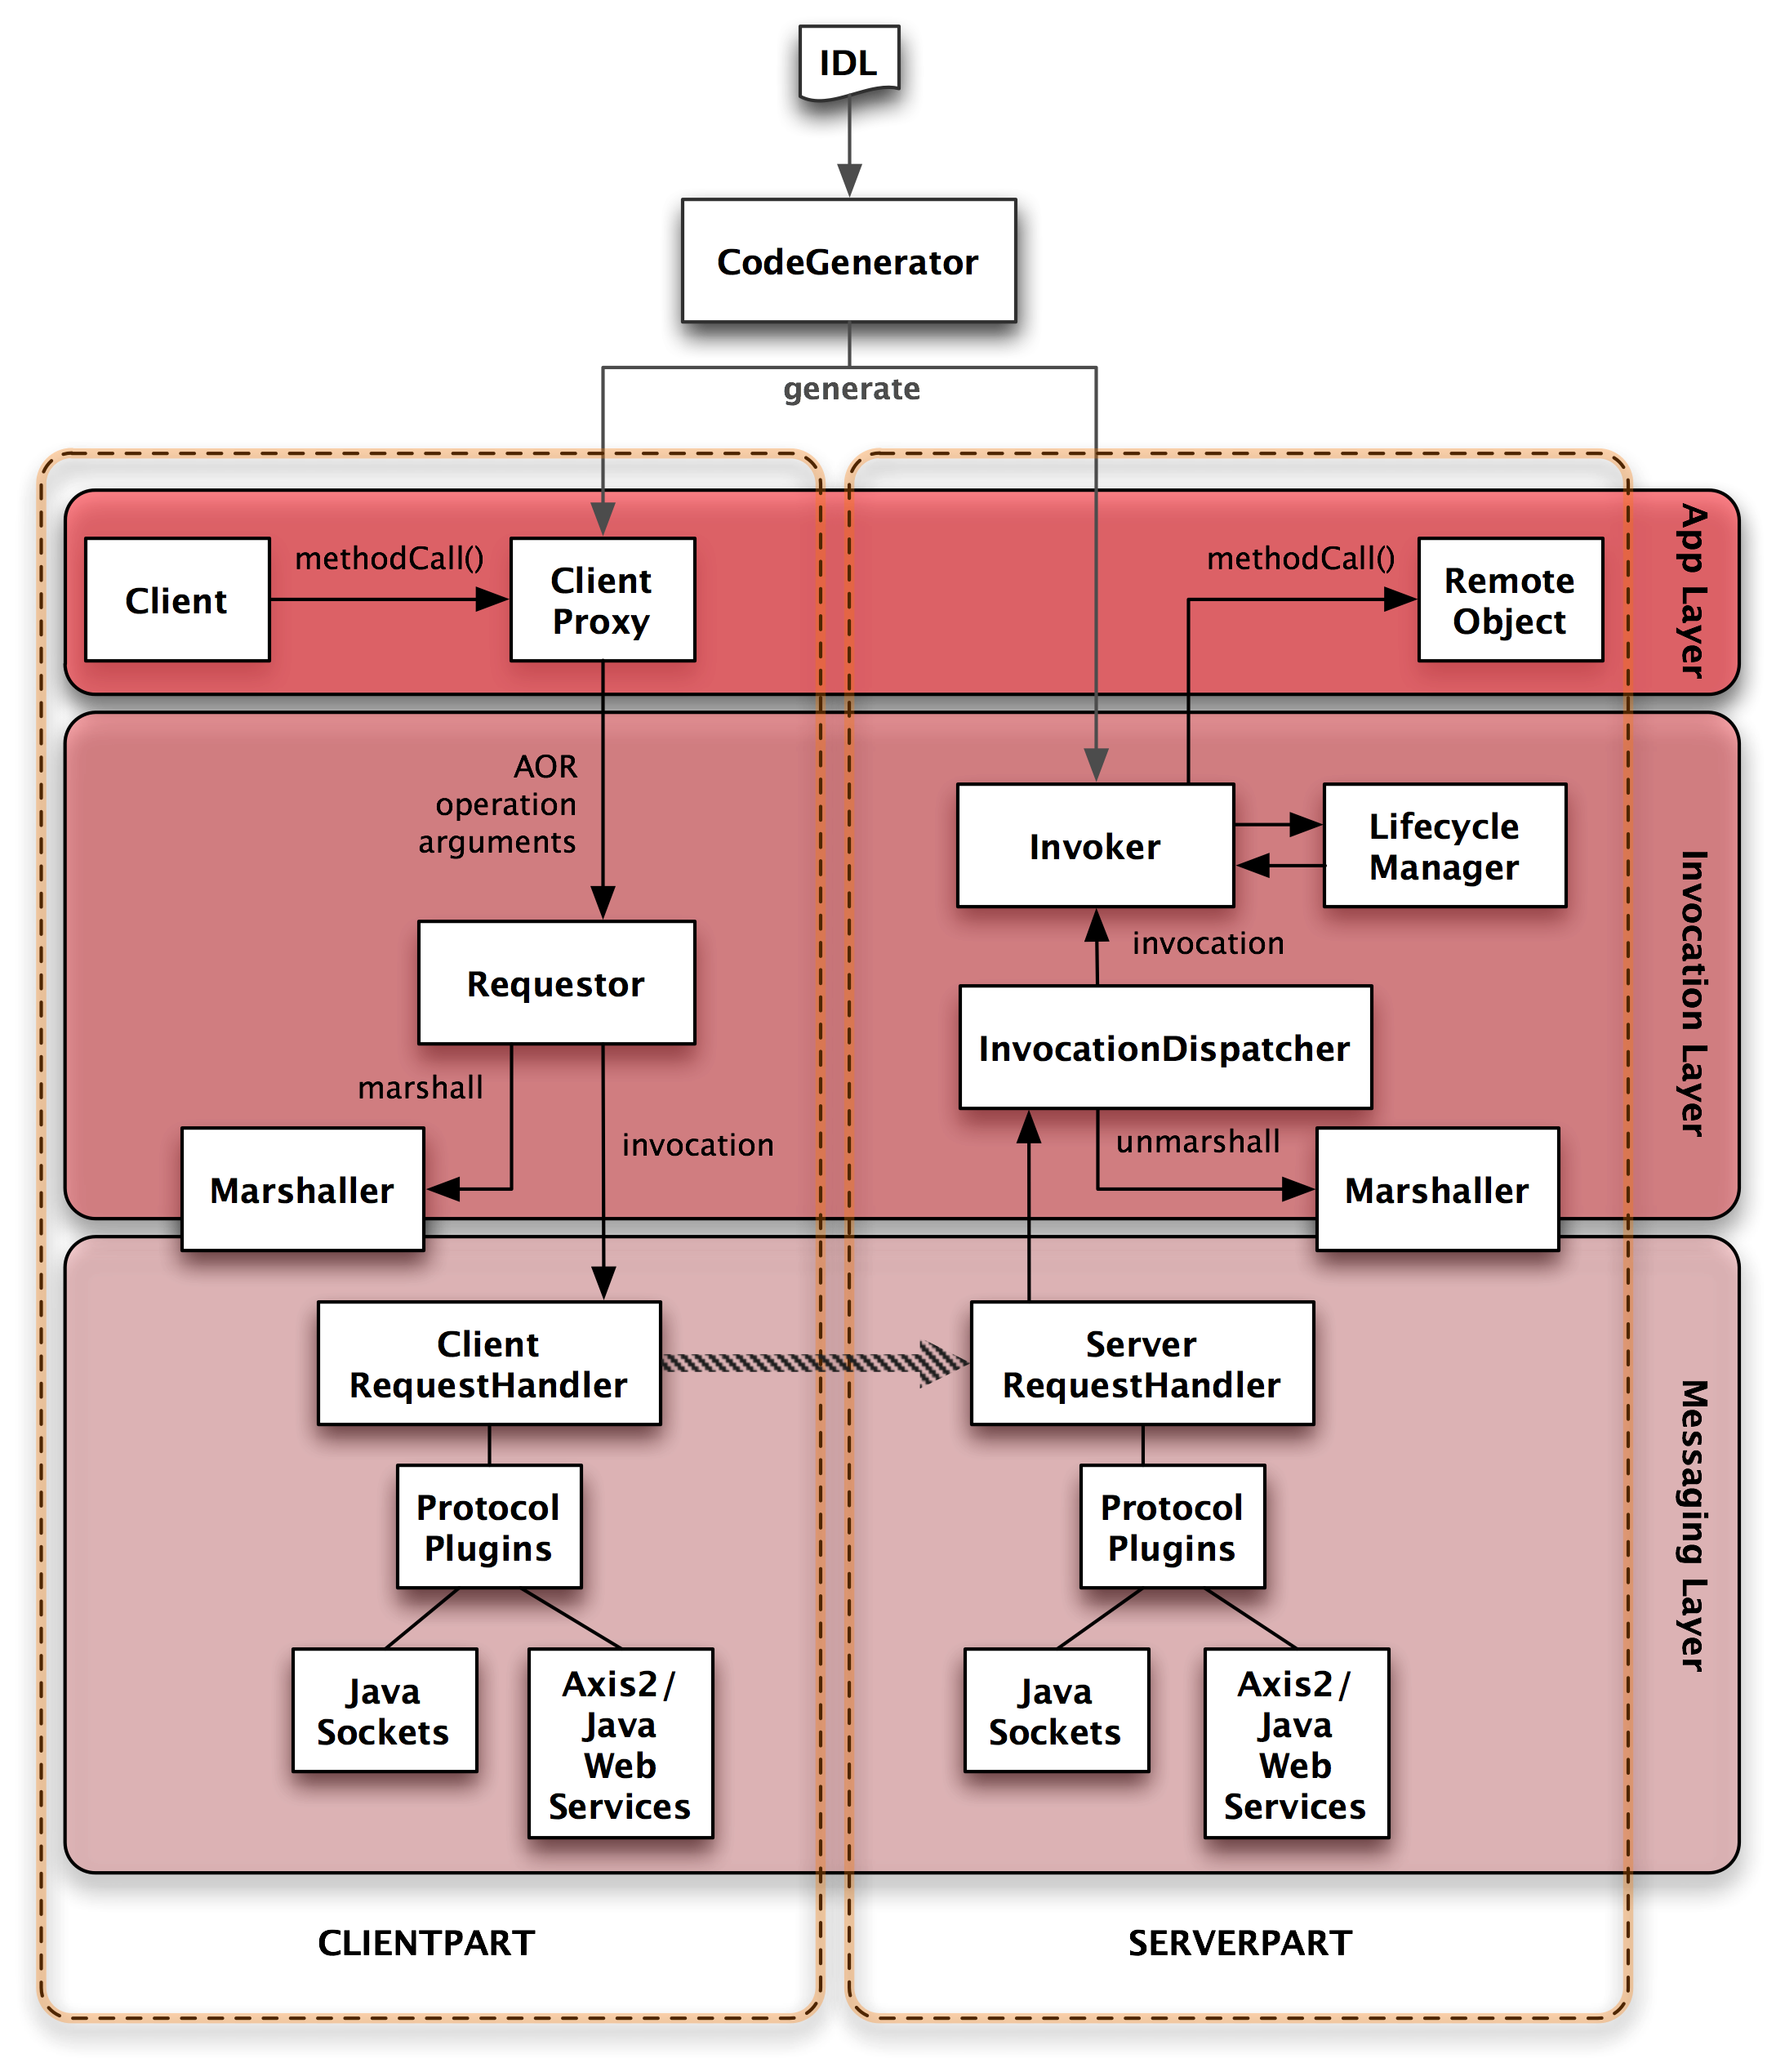 IDL
CodeGenerator
generate
App Layer
Client
methodCall()
Client
Proxy
methodCall()
Remote
Object
Invocation Layer
AOR
operation
arguments
Requestor
marshall
Marshaller
invocation
Invoker
Lifecycle
Manager
invocation
InvocationDispatcher
unmarshall
Marshaller
Messaging Layer
Client
RequestHandler
Server
RequestHandler
Protocol
Plugins
Java
Sockets
Axis2/
Java
Web
Services
Protocol
Plugins
Java
Sockets
Axis2/
Java
Web
Services
CLIENTPART
SERVERPART